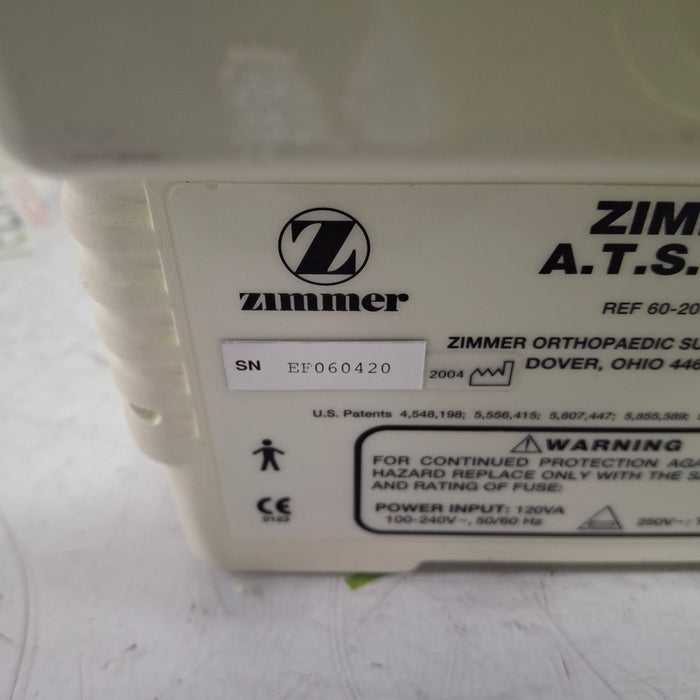 Z
zimmer
ZIM
A.T.S.
REF 60-20
ZIMMER ORTHOPAEDIC SU
DOVER, OHIO 446
SN EF060420
2004
U.S. Patents 4,548,198; 5,556,415; 5,607,447; 5,855,589;
WARNING
FOR CONTINUED PROTECTION AGA
HAZARD REPLACE ONLY WITH THE SA
AND RATING OF FUSE:
POWER INPUT: 120VA
100-240V~, 50/60 Hz
250V~:
CE
0123